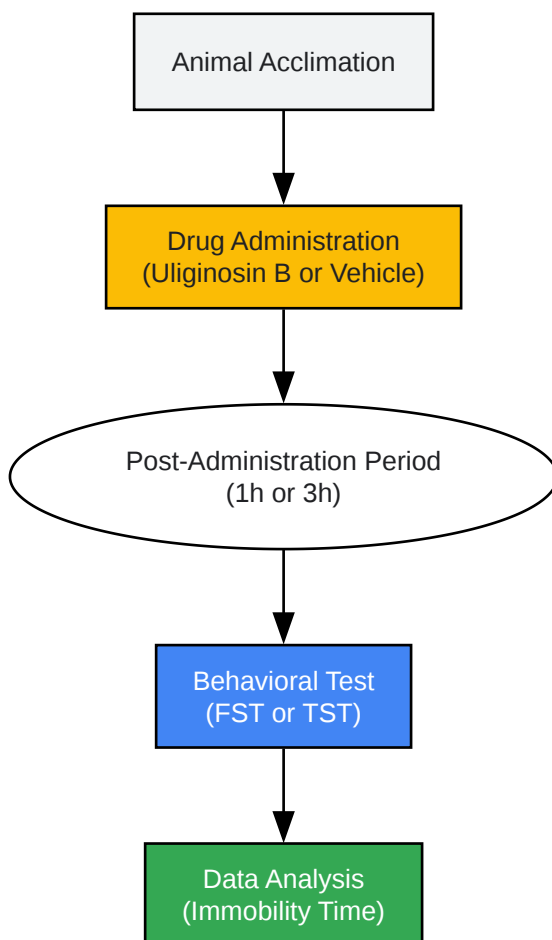 Animal Acclimation
Drug Administration
(Uliginosin B or Vehicle)
Post-Administration Period
(1h or 3h)
Behavioral Test
(FST or TST)
Data Analysis
(Immobility Time)